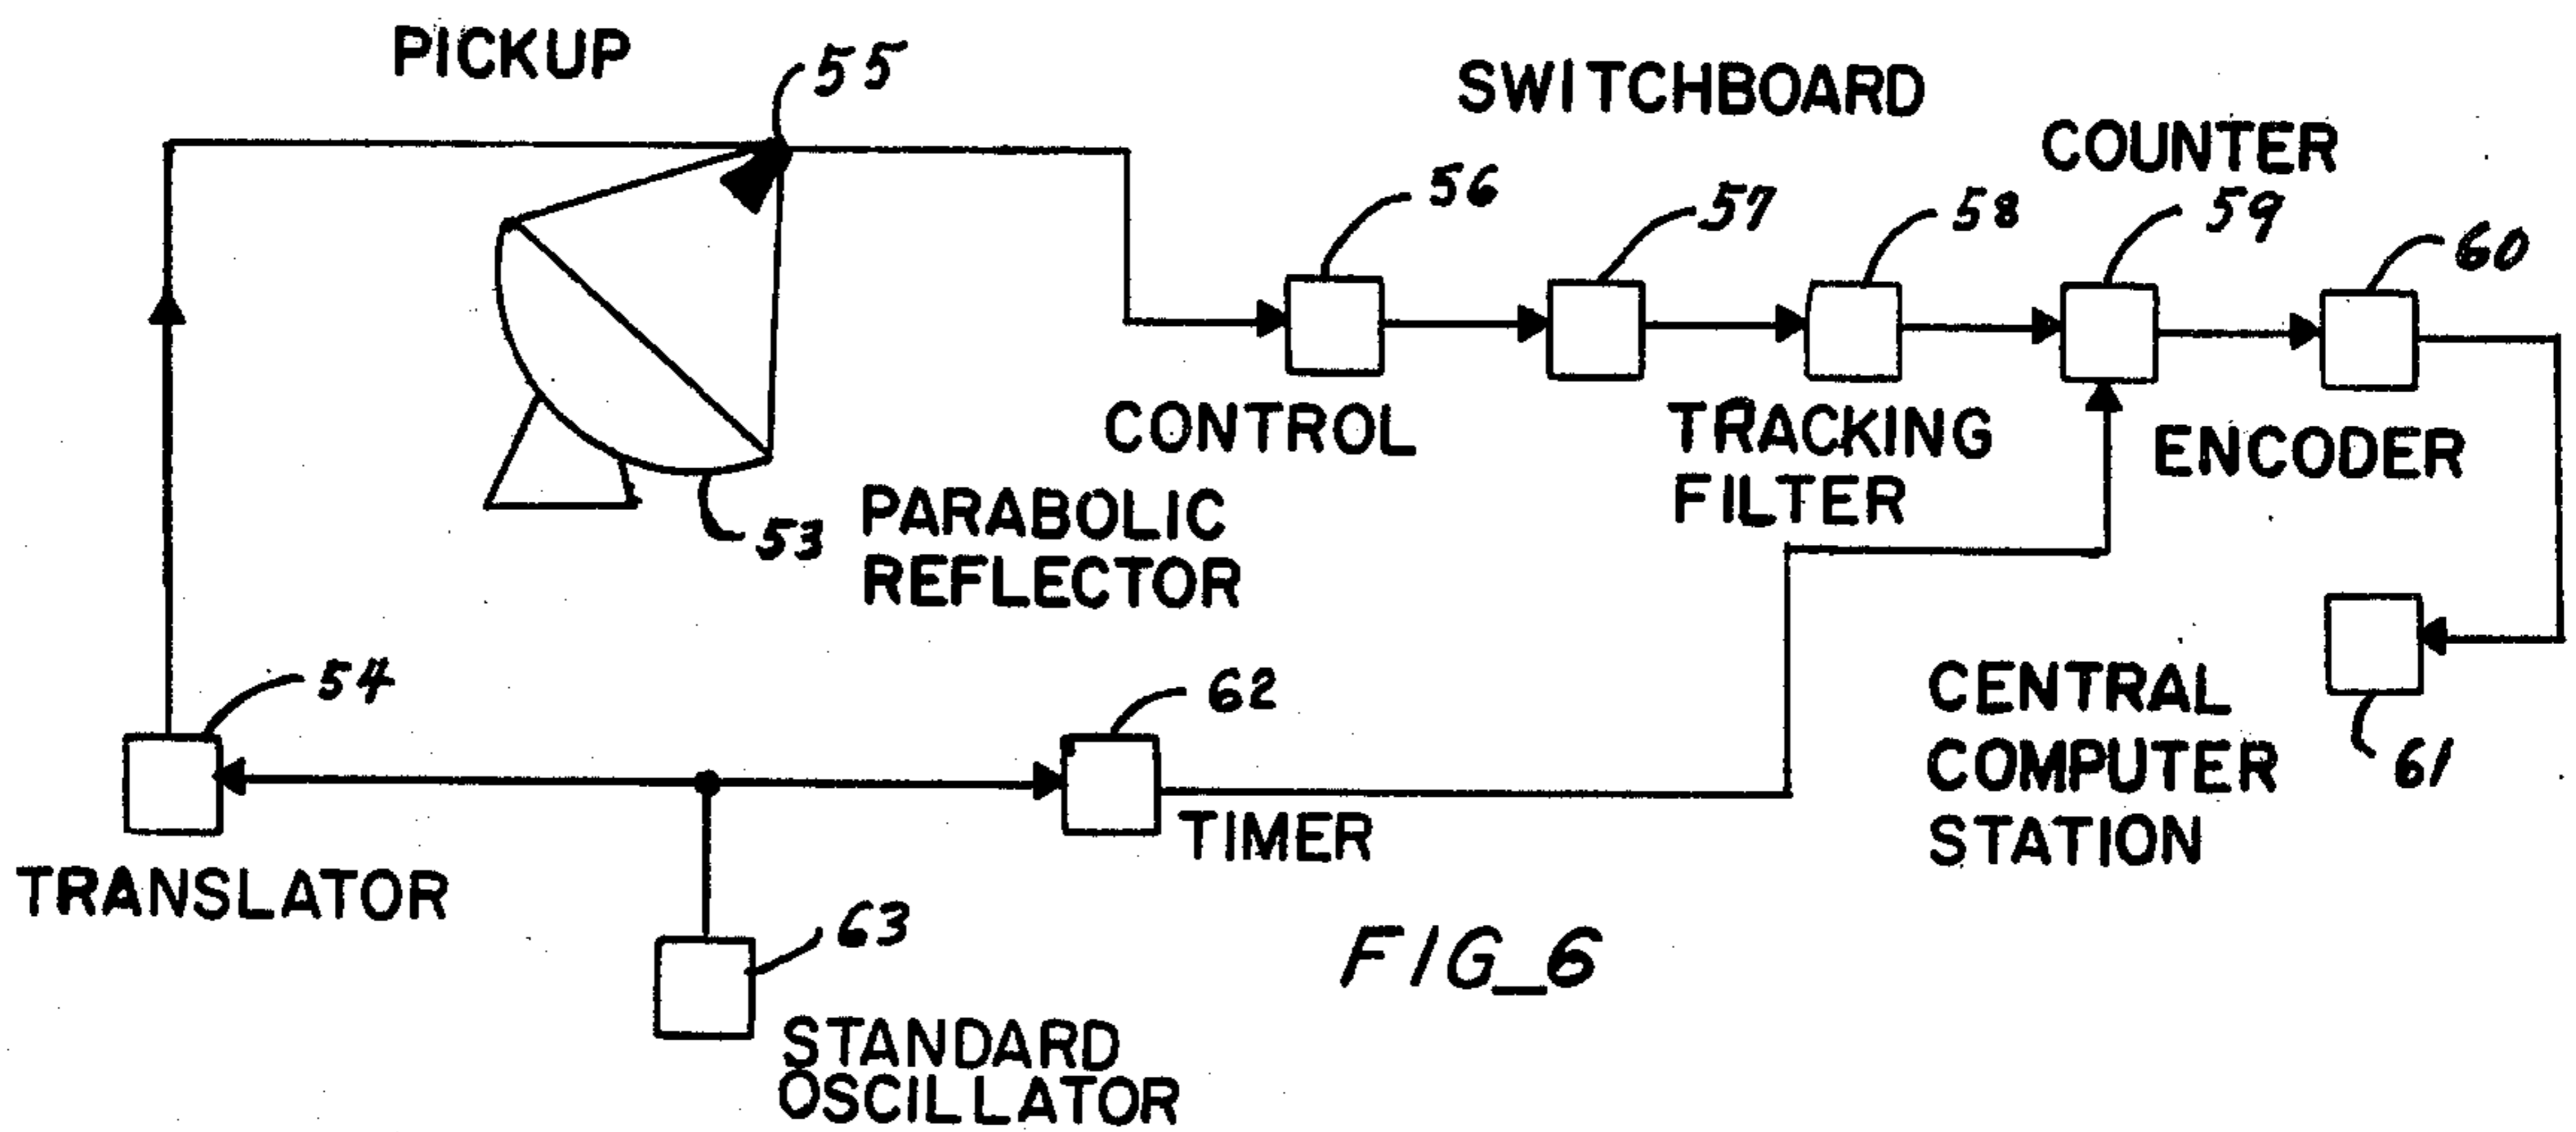 PICKUP
55
SWITCHBOARD
COUNTER
56
57
58
59
60
CONTROL
TRACKING
FILTER
ENCODER
53
PARABOLIC
REFLECTOR
54
62
CENTRAL
COMPUTER
STATION
61
TIMER
TRANSLATOR
63
STANDARD
OSCILLATOR
FIG_6